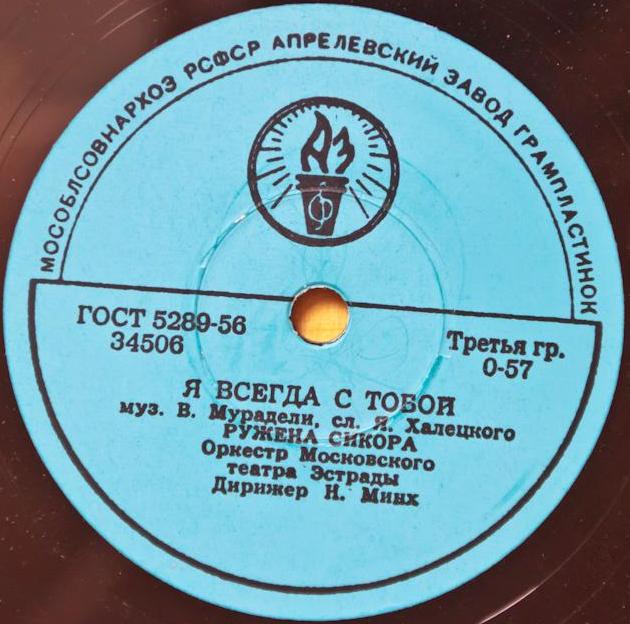 МОСОБЛСОВНАРХОЗ РСФСР АПРЕЛЕВСКИЙ ЗАВОД ГРАМПЛАСТИНОК
АЗ
ГОСТ 5289-56
34506
Третья гр.
0-57
Я ВСЕГДА С ТОБОЙ
муз. В. Мурадели, сл. Я. Халецкого
РУЖЕНА СИКОРА
Оркестр Московского
театра Эстрады
Дирижер Н. Минх